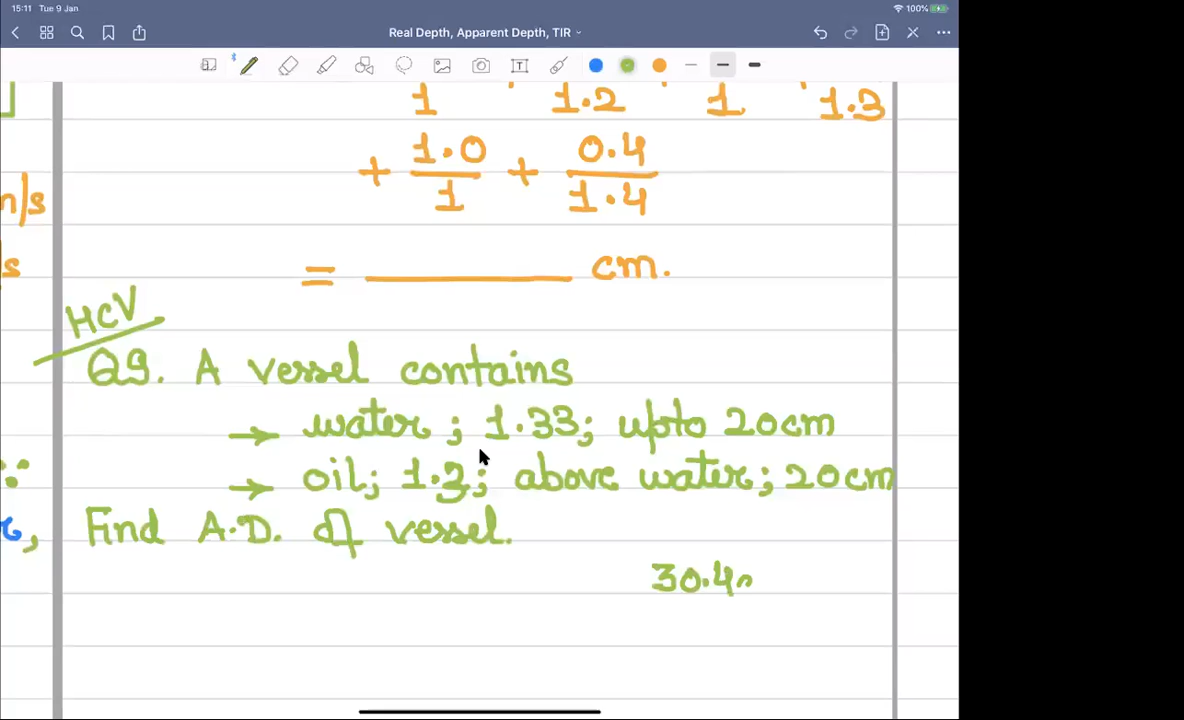 15:11 Tue 9 Jan 100%
Real Depth, Apparent Depth, TIR
T
1 1.2 1 1.3
+ 1.0/1 + 0.4/1.4
n/s
= ________ cm.
s
HCV
Q9. A vessel contains
→ water ; 1.33; upto 20cm
→ oil; 1.3; above water; 20cm
Find A.D. of vessel.
30.4